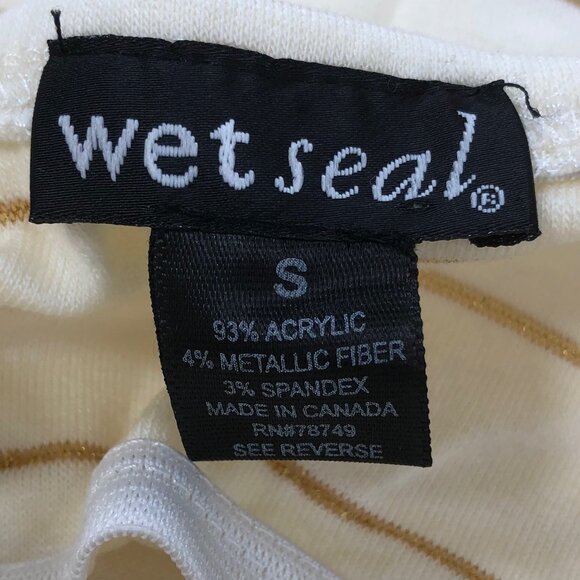 wet seal®
S
93% ACRYLIC
4% METALLIC FIBER
3% SPANDEX
MADE IN CANADA
RN#78749
SEE REVERSE